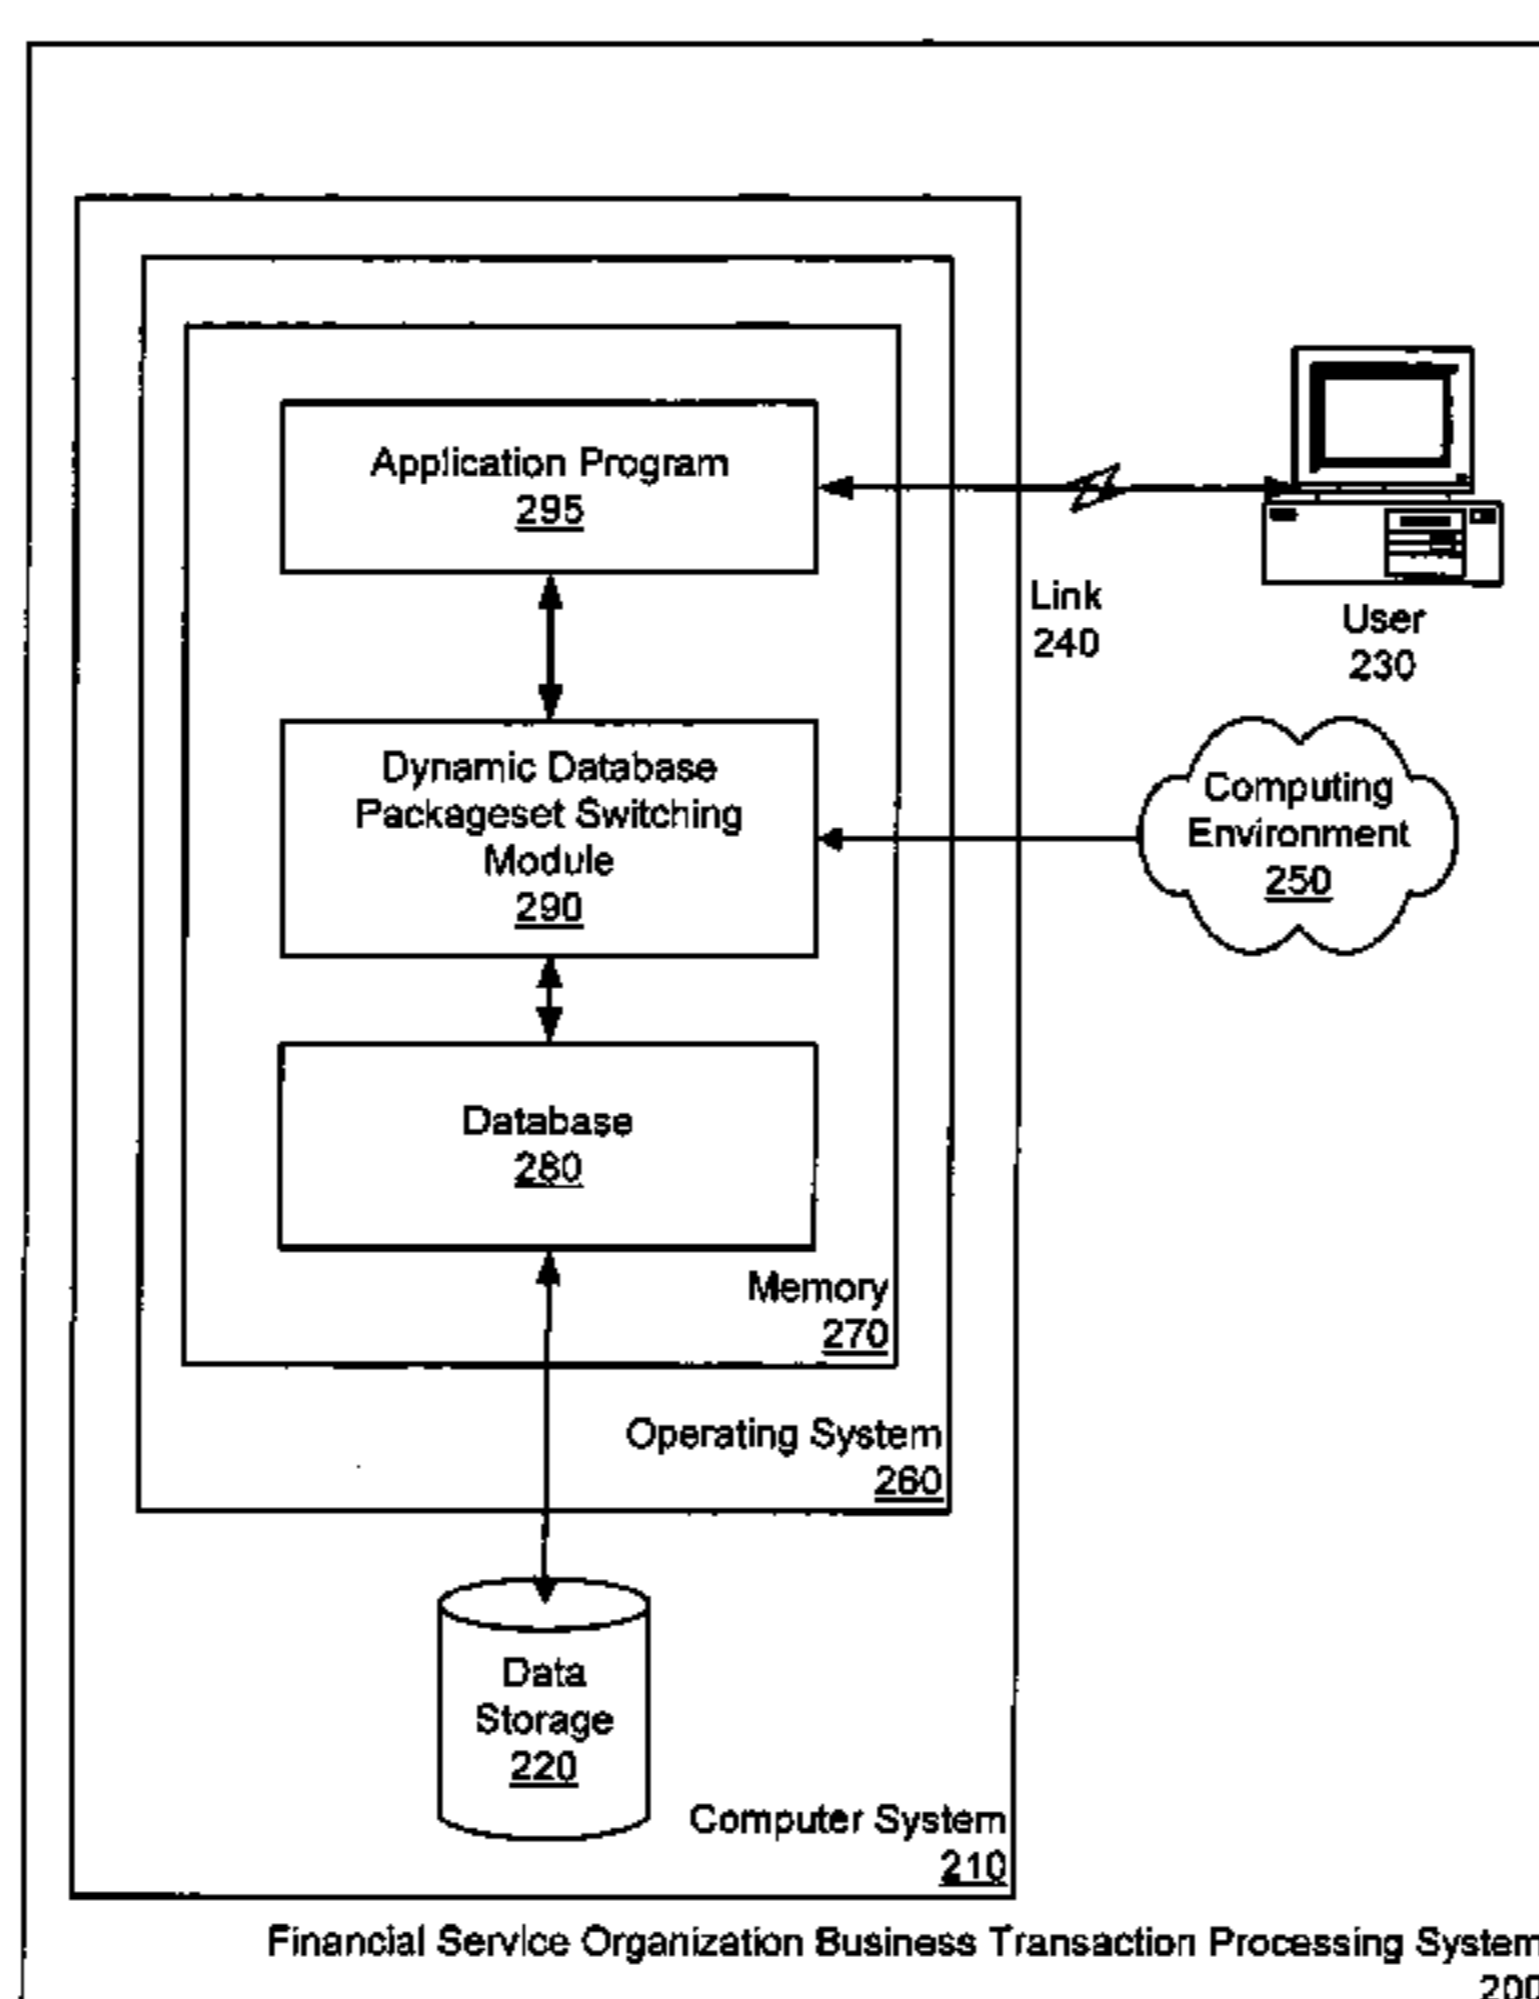 Application Program
295
Link
240
User
230
Dynamic Database
Packageset Switching
Module
290
Computing
Environment
250
Database
280
Memory
270
Operating System
260
Data
Storage
220
Computer System
210
Financial Service Organization Business Transaction Processing System
200